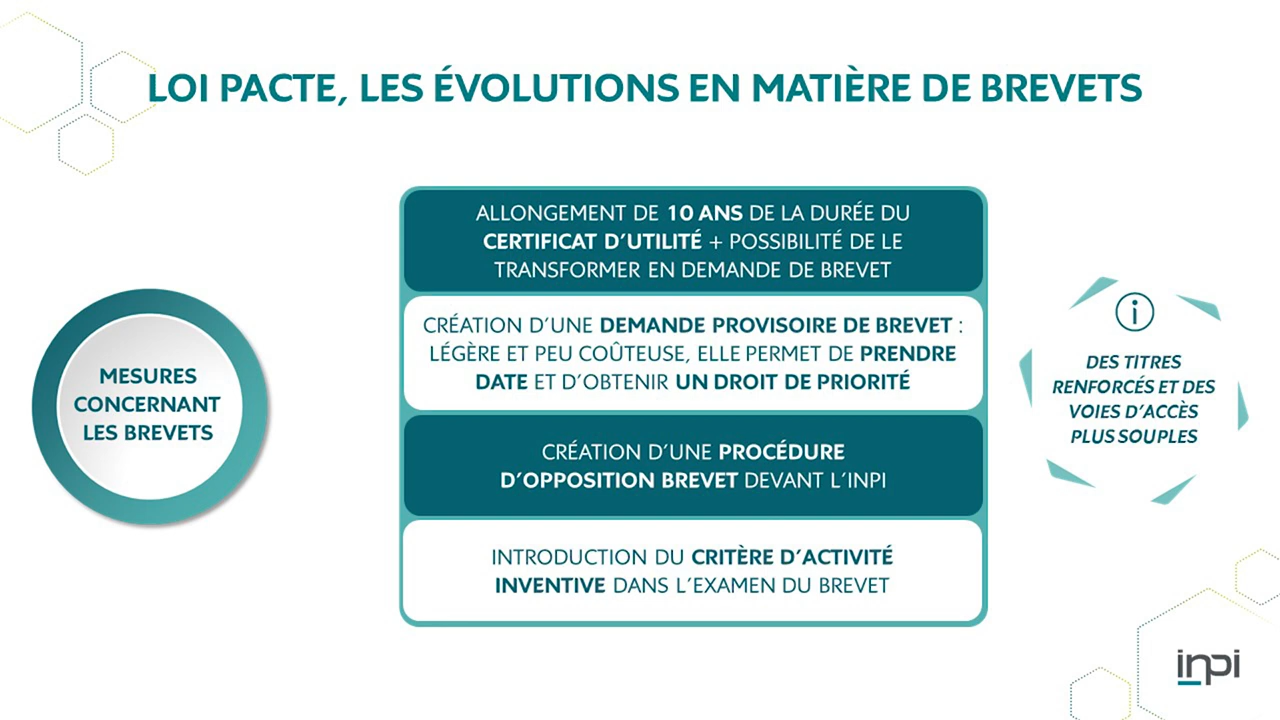 LOI PACTE, LES ÉVOLUTIONS EN MATIÈRE DE BREVETS
MESURES
CONCERNANT
LES BREVETS
ALLONGEMENT DE 10 ANS DE LA DURÉE DU
CERTIFICAT D'UTILITÉ + POSSIBILITÉ DE LE
TRANSFORMER EN DEMANDE DE BREVET
CRÉATION D'UNE DEMANDE PROVISOIRE DE BREVET :
LÉGÈRE ET PEU COÛTEUSE, ELLE PERMET DE PRENDRE
DATE ET D'OBTENIR UN DROIT DE PRIORITÉ
CRÉATION D'UNE PROCÉDURE
D'OPPOSITION BREVET DEVANT L'INPI
INTRODUCTION DU CRITÈRE D'ACTIVITÉ
INVENTIVE DANS L'EXAMEN DU BREVET
i
DES TITRES
RENFORCÉS ET DES
VOIES D'ACCÈS
PLUS SOUPLES
inpi